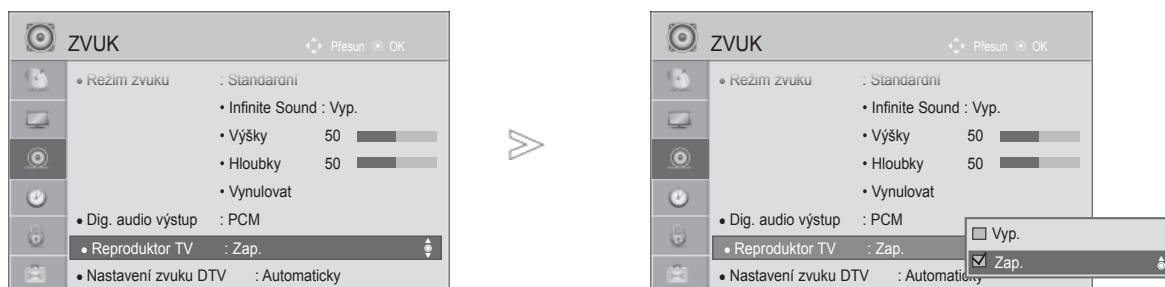 ZVUK
Přesun OK
• Režim zvuku : Standardní
• Infinite Sound : Vyp.
• Výšky 50
• Hloubky 50
• Vynulovat
• Dig. audio výstup : PCM
• Reproduktor TV : Zap.
• Nastavení zvuku DTV : Automaticky
ZVUK
Přesun OK
• Režim zvuku : Standardní
• Infinite Sound : Vyp.
• Výšky 50
• Hloubky 50
• Vynulovat
• Dig. audio výstup : PCM
• Reproduktor TV : Zap.
• Nastavení zvuku DTV : Automaticky
Vyp.
Zap.